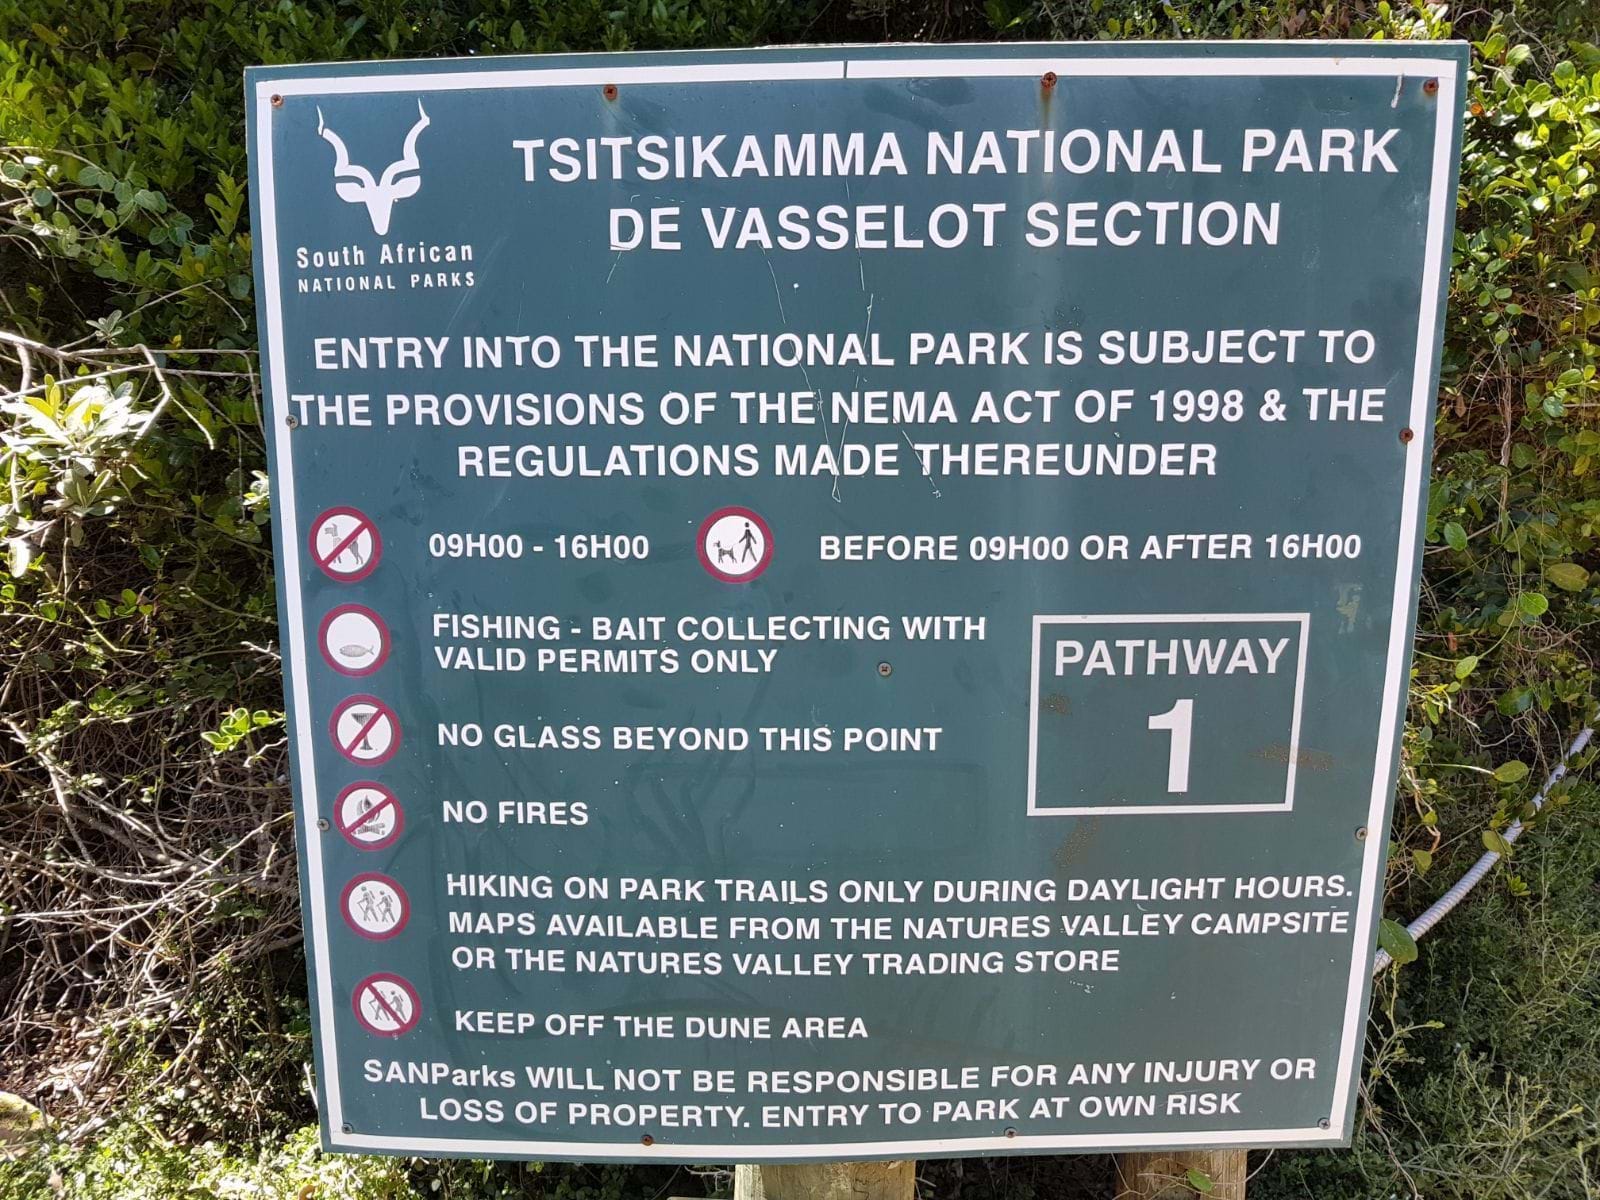 TSITSIKAMMA NATIONAL PARK
DE VASSELOT SECTION
South African
NATIONAL PARKS
ENTRY INTO THE NATIONAL PARK IS SUBJECT TO
THE PROVISIONS OF THE NEMA ACT OF 1998 & THE
REGULATIONS MADE THEREUNDER
09H00 - 16H00 BEFORE 09H00 OR AFTER 16H00
FISHING - BAIT COLLECTING WITH
VALID PERMITS ONLY
PATHWAY
1
NO GLASS BEYOND THIS POINT
NO FIRES
HIKING ON PARK TRAILS ONLY DURING DAYLIGHT HOURS.
MAPS AVAILABLE FROM THE NATURES VALLEY CAMPSITE
OR THE NATURES VALLEY TRADING STORE
KEEP OFF THE DUNE AREA
SANParks WILL NOT BE RESPONSIBLE FOR ANY INJURY OR
LOSS OF PROPERTY. ENTRY TO PARK AT OWN RISK